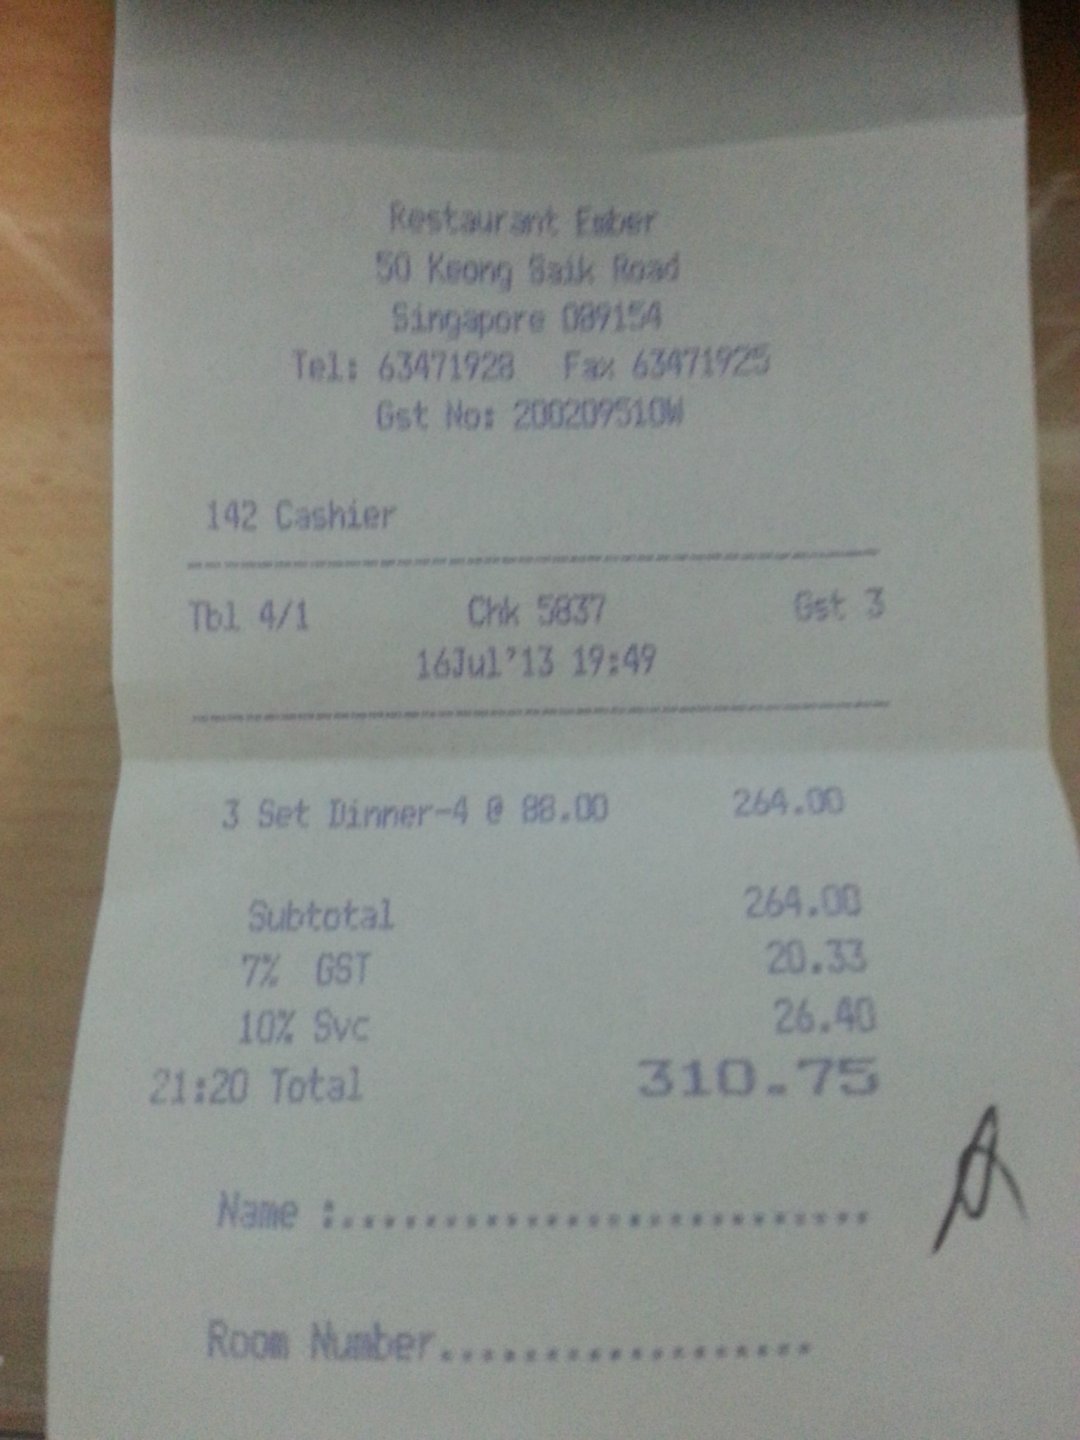 Restaurant Ember
50 Keong Saik Road
Singapore 089154
Tel: 63471928 Fax 63471925
Gst No: 200209510W
142 Cashier
Tbl 4/1 Chk 5837 Gst 3
16Jul'13 19:49
3 Set Dinner-4 @ 88.00 264.00
Subtotal 264.00
7% GST 20.33
10% Svc 26.40
21:20 Total 310.75
Name :...............................
Room Number...................